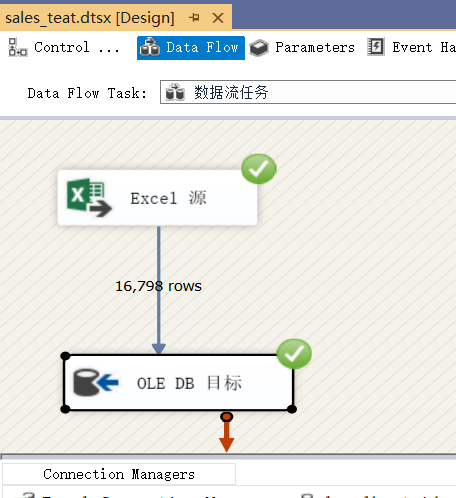 sales_teat.dtsx [Design]
Control ... Data Flow Parameters Event Ha
Data Flow Task: 数据流任务
Excel 源
16,798 rows
OLE DB 目标
Connection Managers